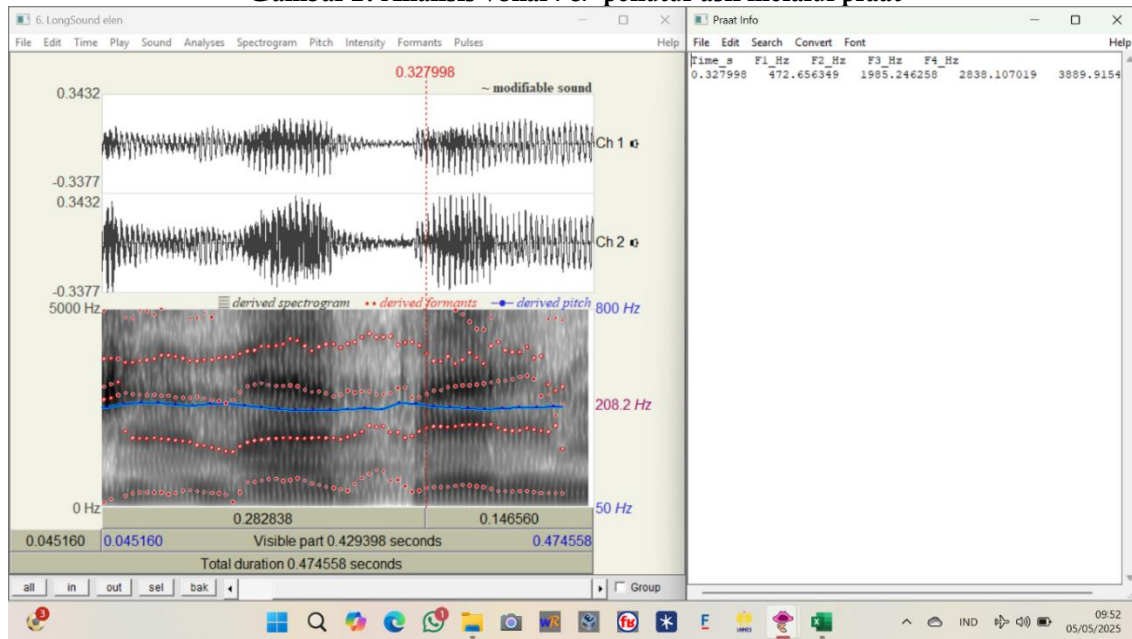 6. LongSound elen
File Edit Time Play Sound Analyses Spectrogram Pitch Intensity Formants Pulses Help
0.327998
~ modifiable sound
0.3432
Ch 1
-0.3377
0.3432
Ch 2
-0.3377
derived spectrogram derived formants derived pitch
5000 Hz
800 Hz
208.2 Hz
0 Hz
50 Hz
0.282838 0.146560
0.045160 0.045160 Visible part 0.429398 seconds 0.474558
Total duration 0.474558 seconds
all in out sel bak Group
Praat Info
File Edit Search Convert Font Help
Time_s F1_Hz F2_Hz F3_Hz F4_Hz
0.327998 472.656349 1985.246258 2838.107019 3889.9154
IND
09:52
05/05/2025